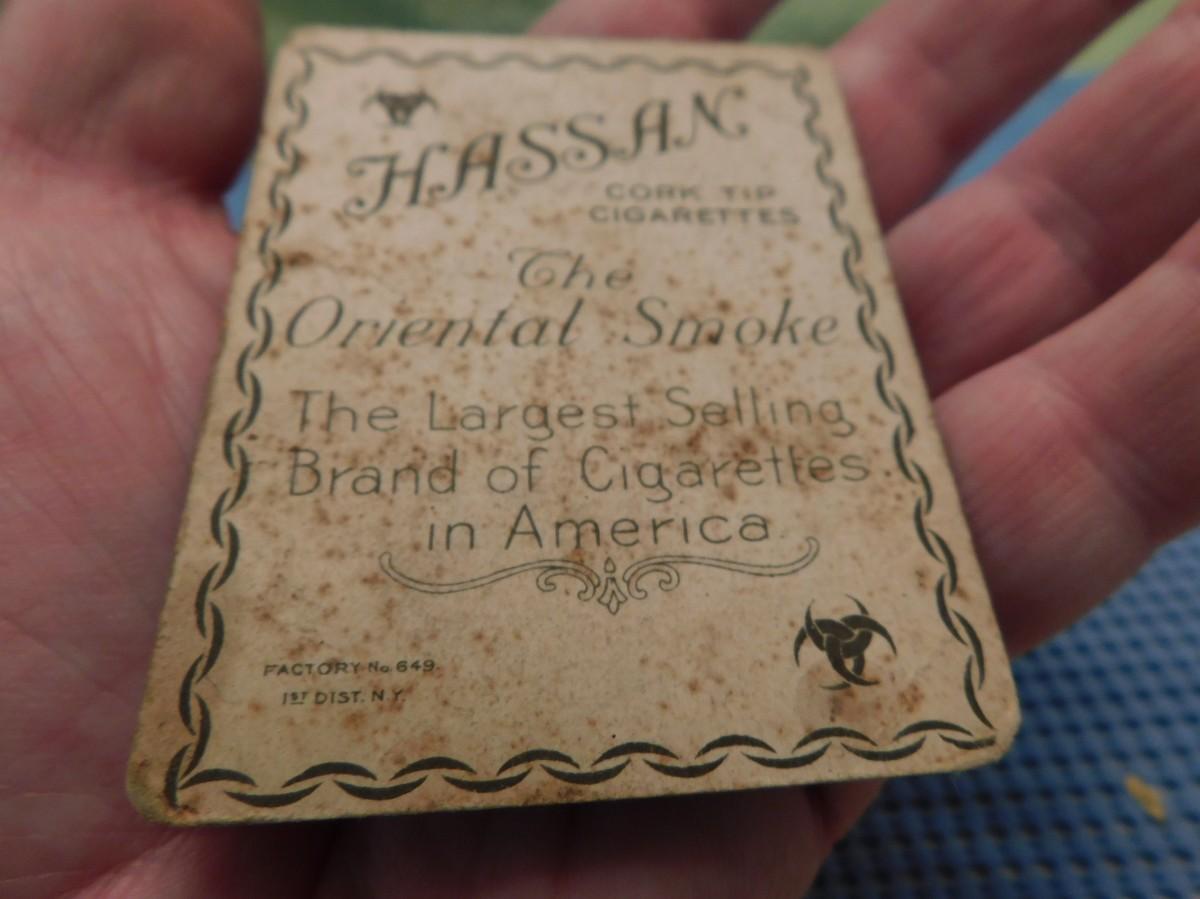 HASSAN
CORK TIP
CIGARETTES
The
Oriental Smoke
The Largest Selling
Brand of Cigarettes
in America.
FACTORY No. 649.
1ST DIST. N.Y.